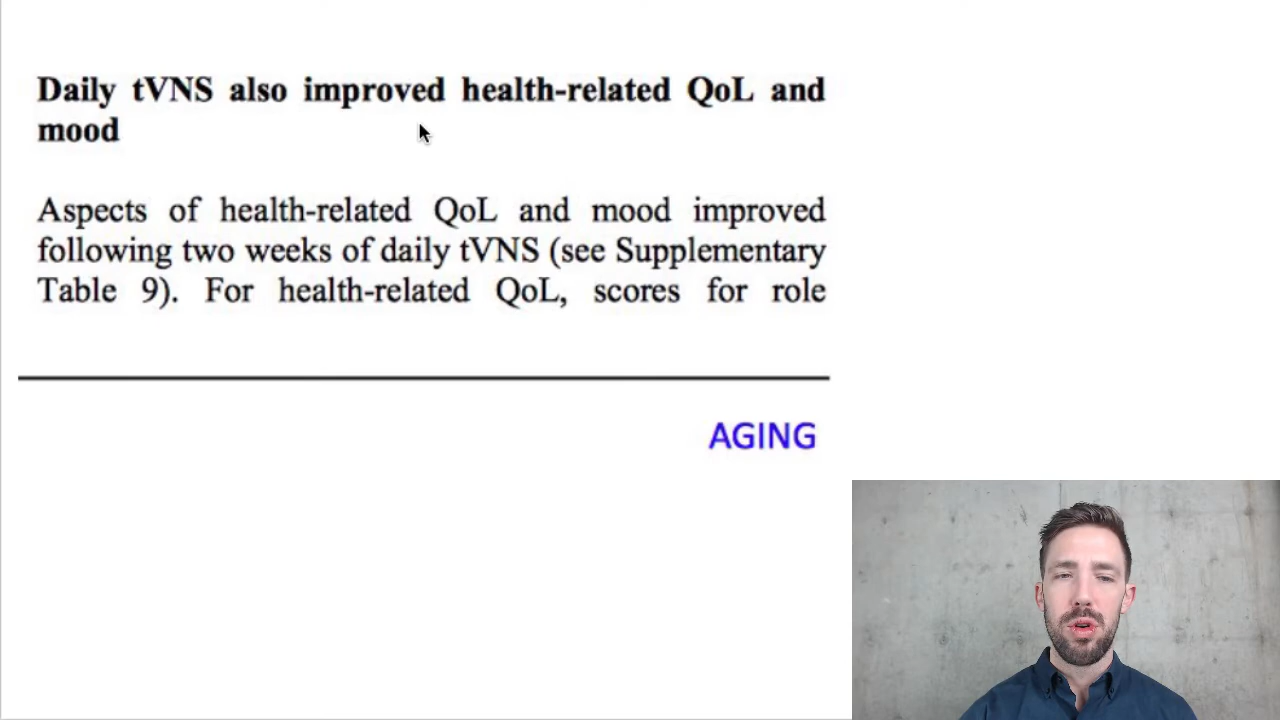 Daily tVNS also improved health-related QoL and
mood
Aspects of health-related QoL and mood improved
following two weeks of daily tVNS (see Supplementary
Table 9). For health-related QoL, scores for role
AGING